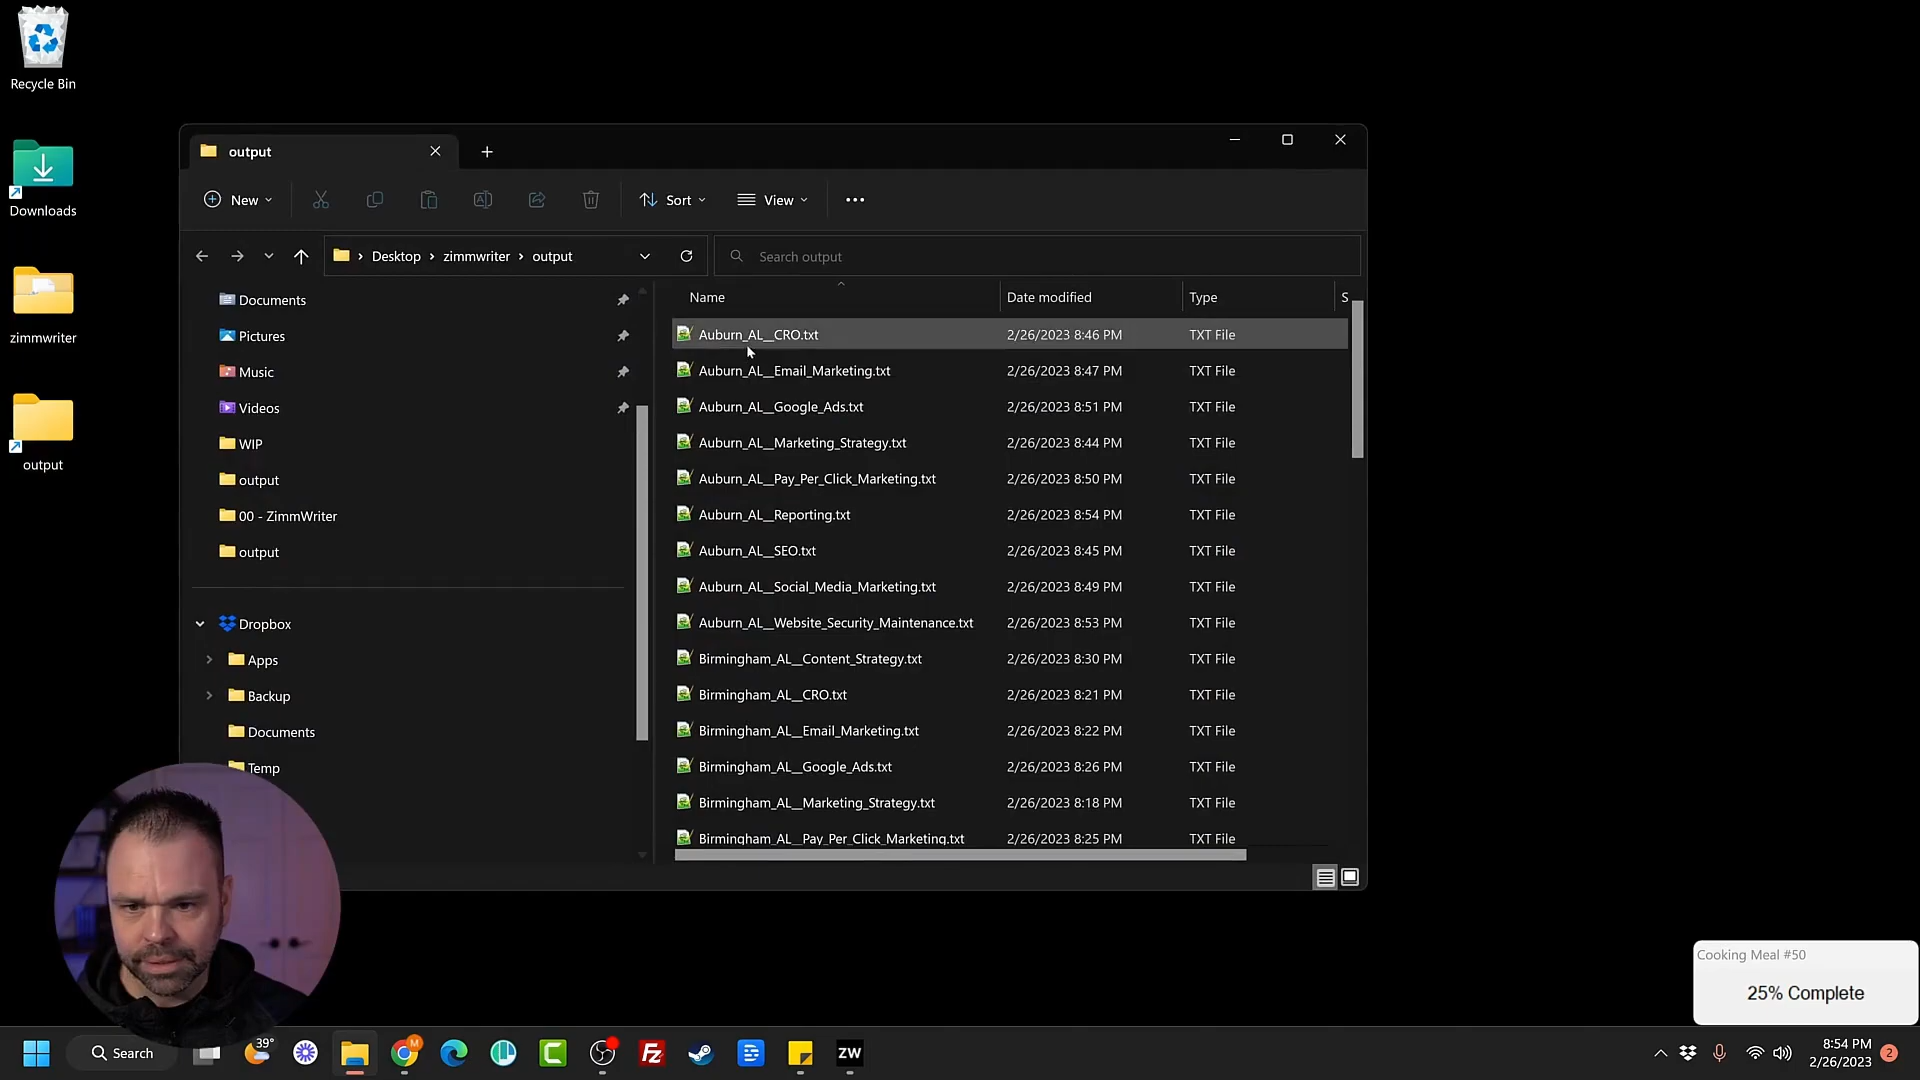 Recycle Bin
Downloads
zimmwriter
output
output
New
Sort
View
Desktop
zimmwriter
output
Search output
Documents
Pictures
Music
Videos
WIP
output
00 - ZimmWriter
output
Dropbox
Apps
Backup
Documents
Temp
Name Date modified Type S
Auburn_AL__CRO.txt 2/26/2023 8:46 PM TXT File
Auburn_AL__Email_Marketing.txt 2/26/2023 8:47 PM TXT File
Auburn_AL__Google_Ads.txt 2/26/2023 8:51 PM TXT File
Auburn_AL__Marketing_Strategy.txt 2/26/2023 8:44 PM TXT File
Auburn_AL__Pay_Per_Click_Marketing.txt 2/26/2023 8:50 PM TXT File
Auburn_AL__Reporting.txt 2/26/2023 8:54 PM TXT File
Auburn_AL__SEO.txt 2/26/2023 8:45 PM TXT File
Auburn_AL__Social_Media_Marketing.txt 2/26/2023 8:49 PM TXT File
Auburn_AL__Website_Security_Maintenance.txt 2/26/2023 8:53 PM TXT File
Birmingham_AL__Content_Strategy.txt 2/26/2023 8:30 PM TXT File
Birmingham_AL__CRO.txt 2/26/2023 8:21 PM TXT File
Birmingham_AL__Email_Marketing.txt 2/26/2023 8:22 PM TXT File
Birmingham_AL__Google_Ads.txt 2/26/2023 8:26 PM TXT File
Birmingham_AL__Marketing_Strategy.txt 2/26/2023 8:18 PM TXT File
Birmingham_AL__Pay_Per_Click_Marketing.txt 2/26/2023 8:25 PM TXT File
Cooking Meal #50
25% Complete
Search
39°
M
C
Fz
ZW
8:54 PM
2/26/2023
2